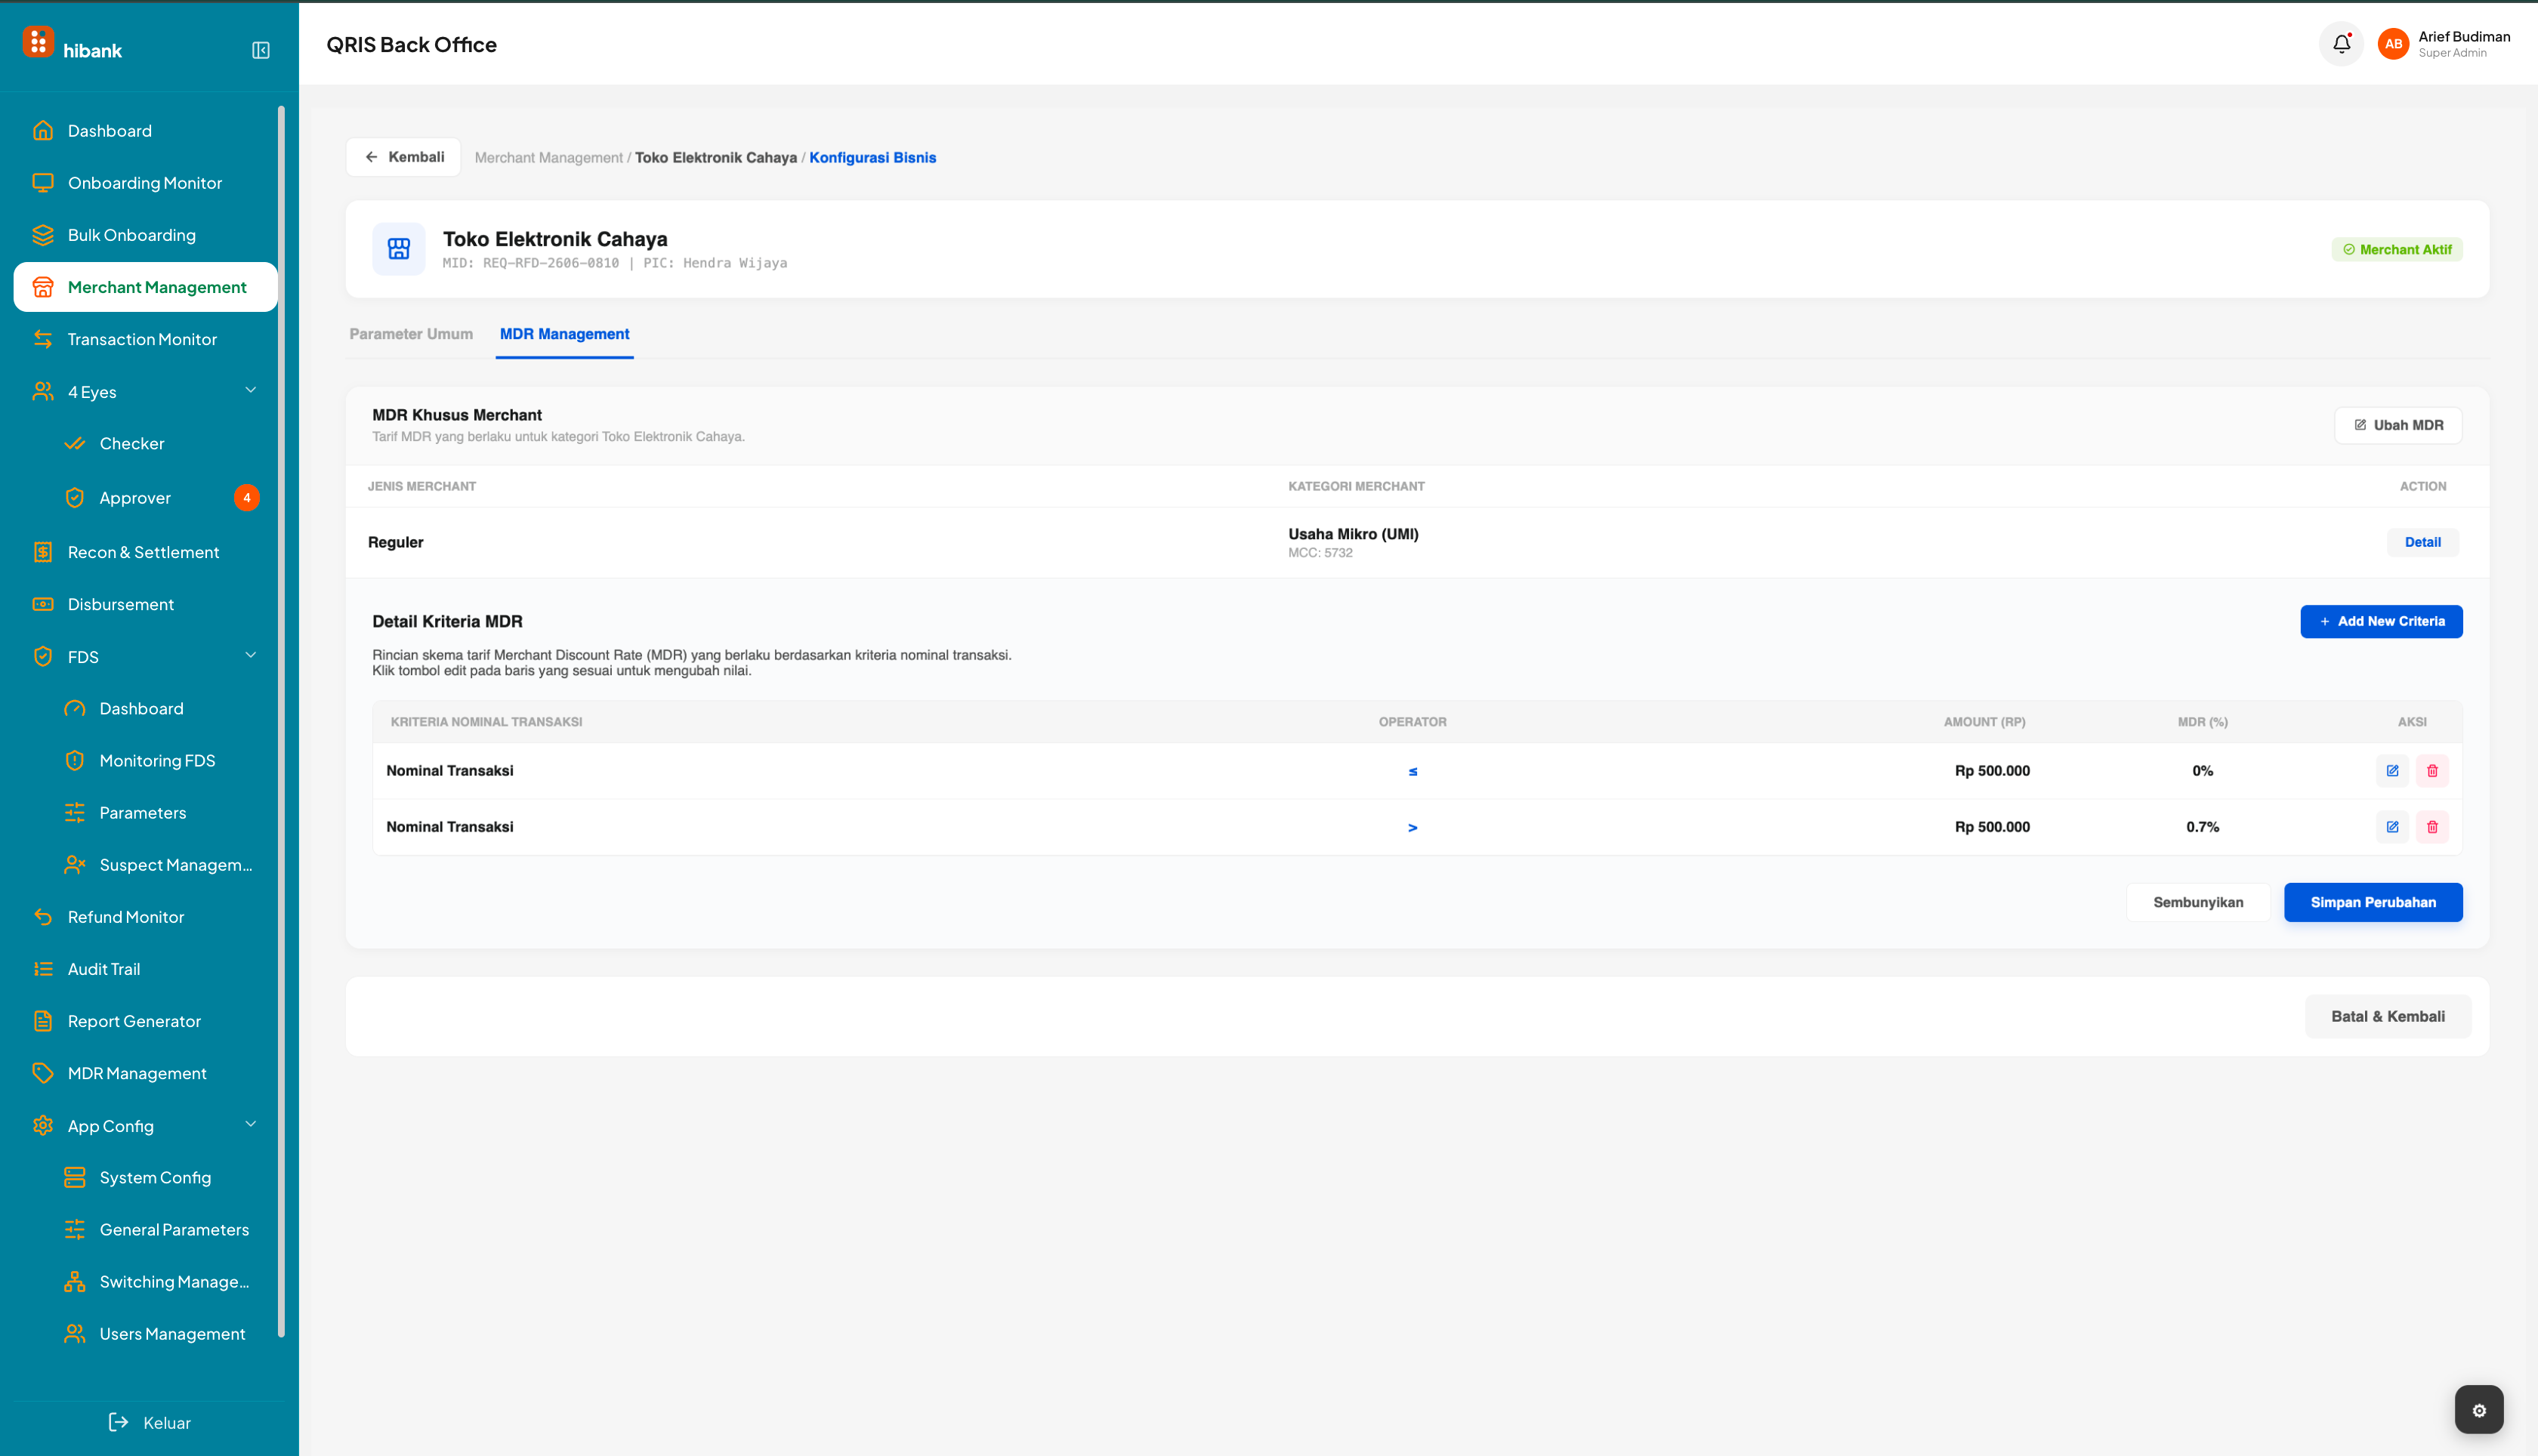 hibank
QRIS Back Office
AB
Arief Budiman
Super Admin
Dashboard
Onboarding Monitor
Bulk Onboarding
Merchant Management
Transaction Monitor
4 Eyes
Checker
Approver
4
Recon & Settlement
Disbursement
FDS
Dashboard
Monitoring FDS
Parameters
Suspect Managem...
Refund Monitor
Audit Trail
Report Generator
MDR Management
App Config
System Config
General Parameters
Switching Manage...
Users Management
Keluar
Kembali
Merchant Management / Toko Elektronik Cahaya / Konfigurasi Bisnis
Toko Elektronik Cahaya
MID: REQ-RFD-2606-0810 | PIC: Hendra Wijaya
Merchant Aktif
Parameter Umum
MDR Management
MDR Khusus Merchant
Tarif MDR yang berlaku untuk kategori Toko Elektronik Cahaya.
Ubah MDR
JENIS MERCHANT KATEGORI MERCHANT ACTION
Reguler
Usaha Mikro (UMI)
MCC: 5732
Detail
Detail Kriteria MDR
+ Add New Criteria
Rincian skema tarif Merchant Discount Rate (MDR) yang berlaku berdasarkan kriteria nominal transaksi.
Klik tombol edit pada baris yang sesuai untuk mengubah nilai.
KRITERIA NOMINAL TRANSAKSI OPERATOR AMOUNT (RP) MDR (%) AKSI
Nominal Transaksi ≤ Rp 500.000 0%
Nominal Transaksi > Rp 500.000 0.7%
Sembunyikan
Simpan Perubahan
Batal & Kembali